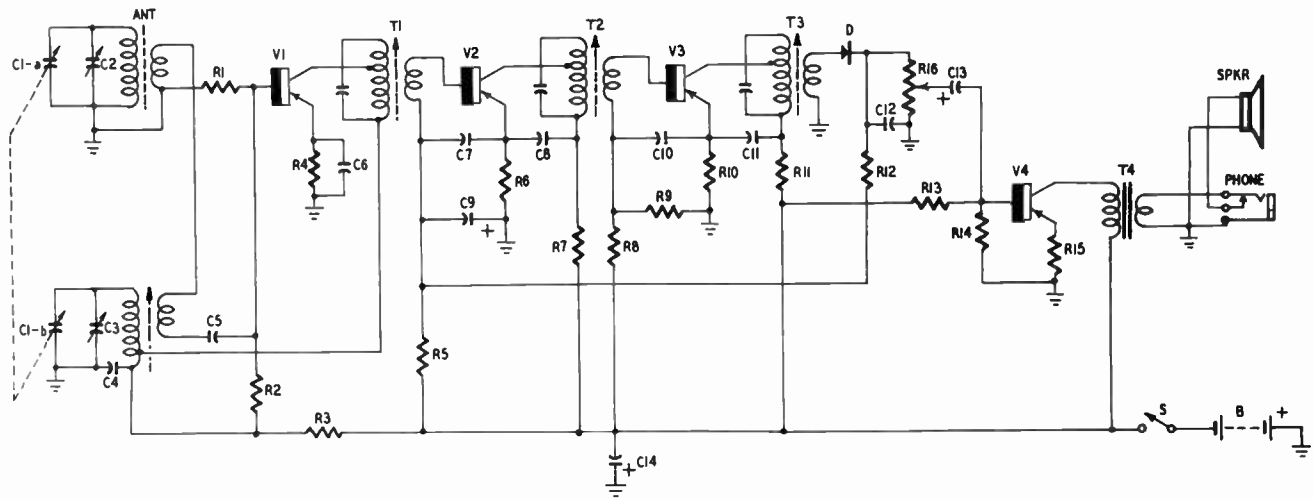 ANT
C1-a
C2
R1
V1
R4
C6
T1
V2
C7
C8
R6
C9
R7
T2
V3
C10
C11
R10
R9
R8
R11
T3
D
R16
C13
+
C12
R12
R13
V4
R14
R15
T4
SPKR
PHONE
C1-b
C3
C4
C5
R2
R3
R5
+
C14
+
S
B
+